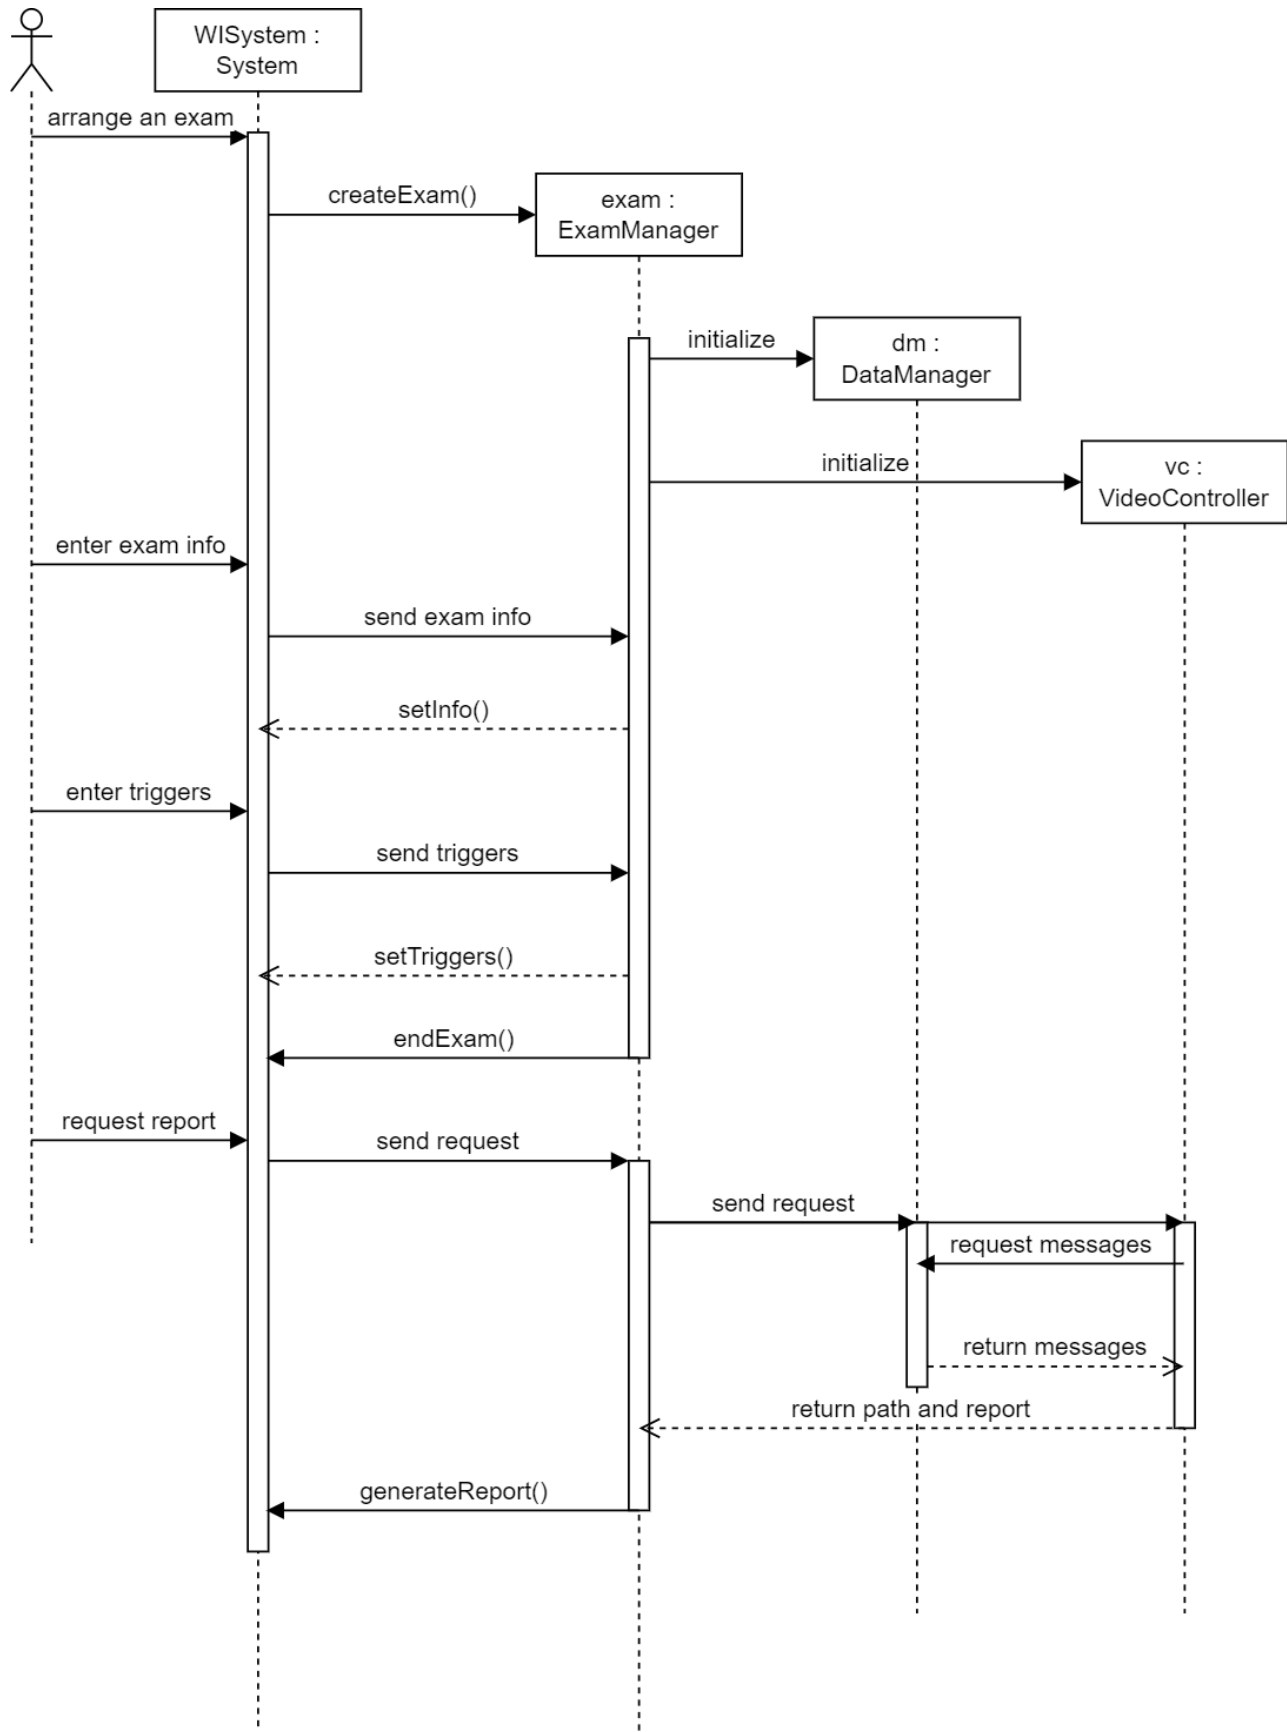 WISystem :
System
arrange an exam
createExam()
exam :
ExamManager
initialize
dm :
DataManager
initialize
vc :
VideoController
enter exam info
send exam info
setInfo()
enter triggers
send triggers
setTriggers()
endExam()
request report
send request
send request
request messages
return messages
return path and report
generateReport()